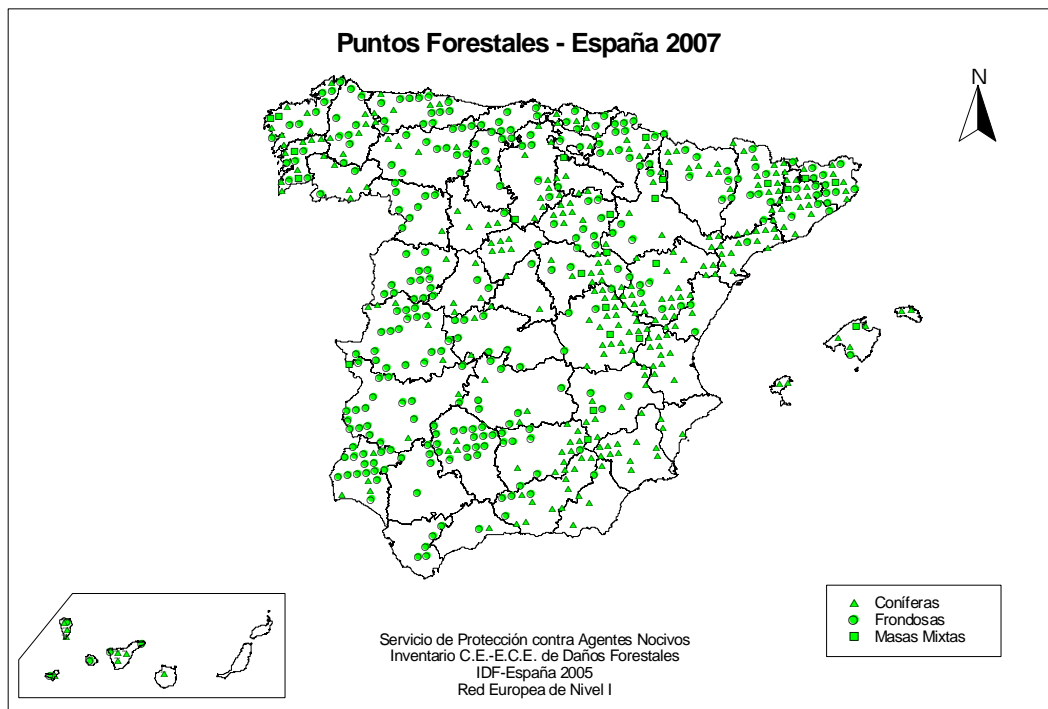 Puntos Forestales - España 2007
N
Coníferas
Frondosas
Masas Mixtas
Servicio de Protección contra Agentes Nocivos
Inventario C.E.-E.C.E. de Daños Forestales
IDF-España 2005
Red Europea de Nivel I